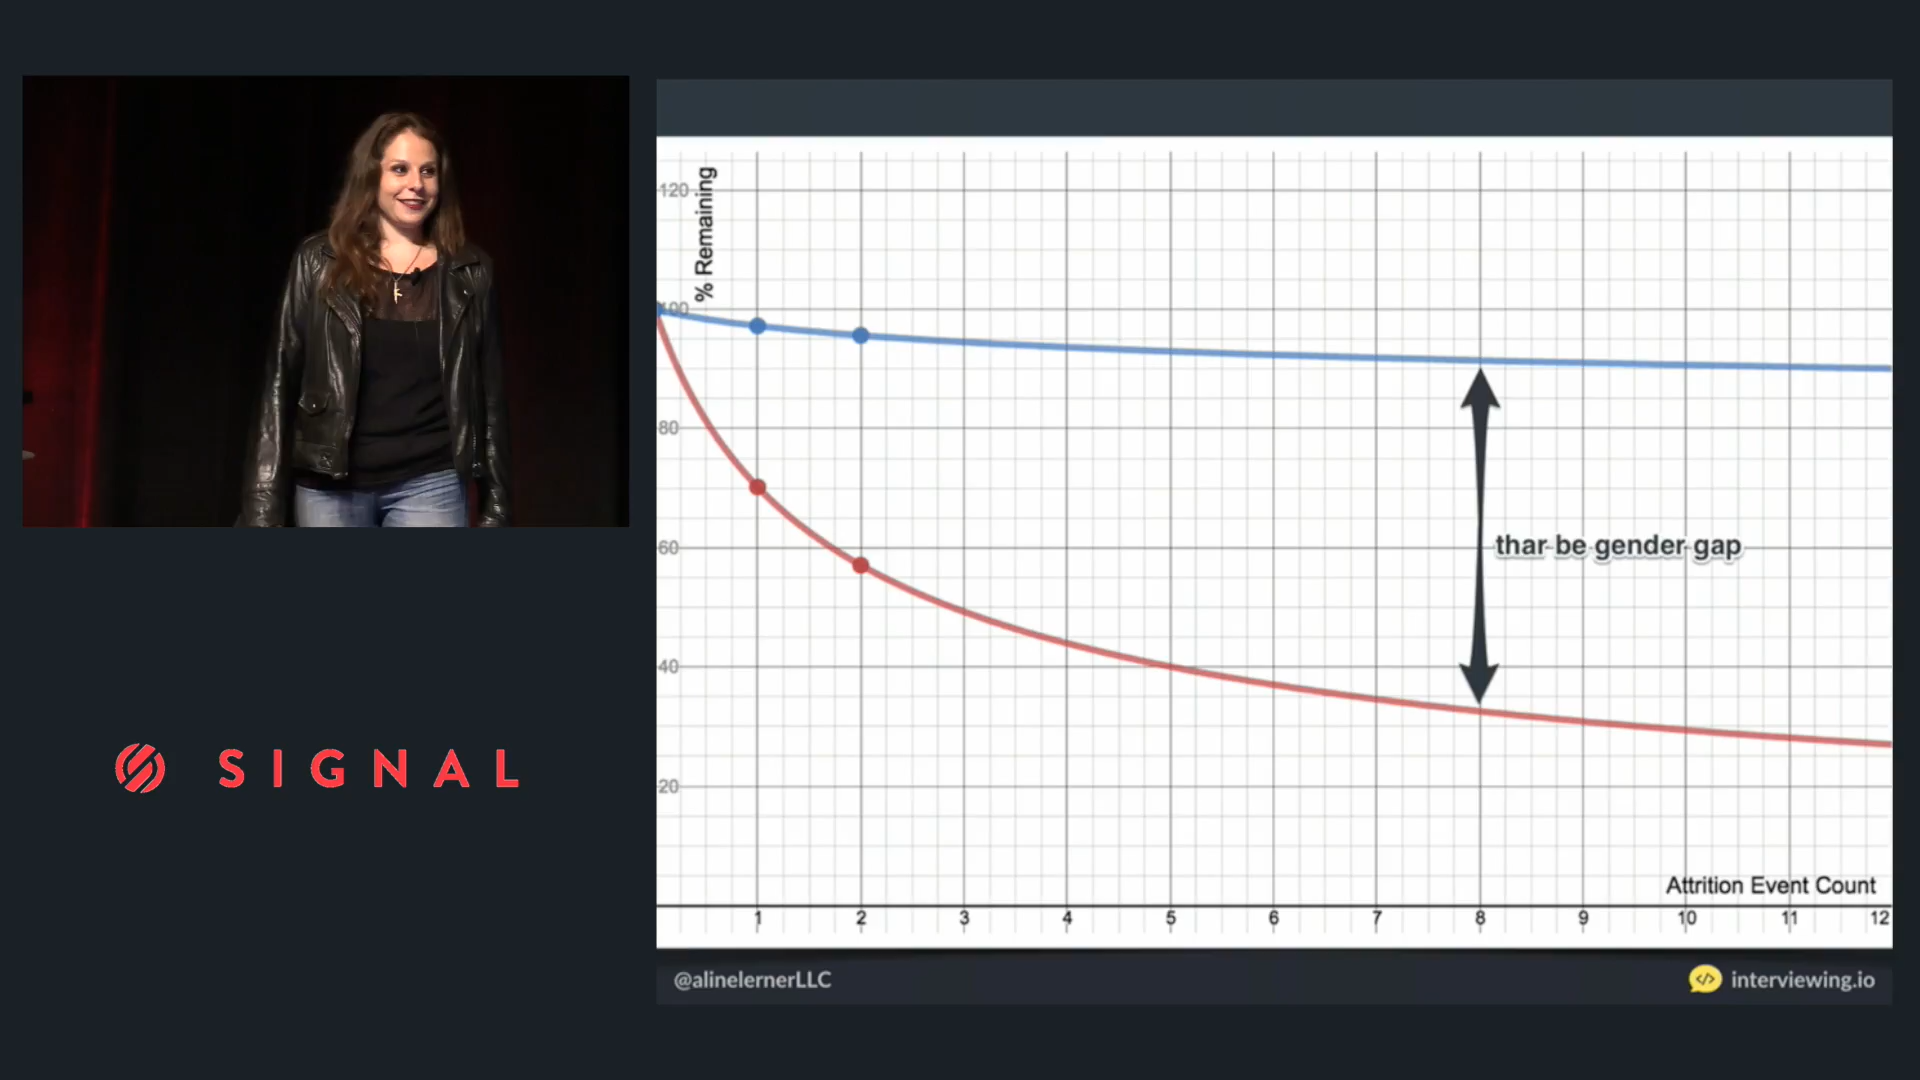 SIGNAL
% Remaining
120
100
80
60
40
20
thar be gender gap
Attrition Event Count
1 2 3 4 5 6 7 8 9 10 11 12
@alinelernerLLC
interviewing.io